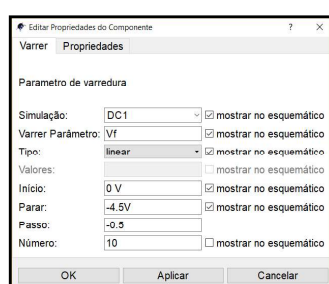 Editar Propriedades do Componente ? X
Varrer Propriedades
Parametro de varredura
Simulação: DC1 mostrar no esquemático
Varrer Parâmetro: Vf mostrar no esquemático
Tipo: linear mostrar no esquemático
Valores: mostrar no esquemático
Início: 0 V mostrar no esquemático
Parar: -4.5V mostrar no esquemático
Passo: -0.5
Número: 10 mostrar no esquemático
OK Aplicar Cancelar